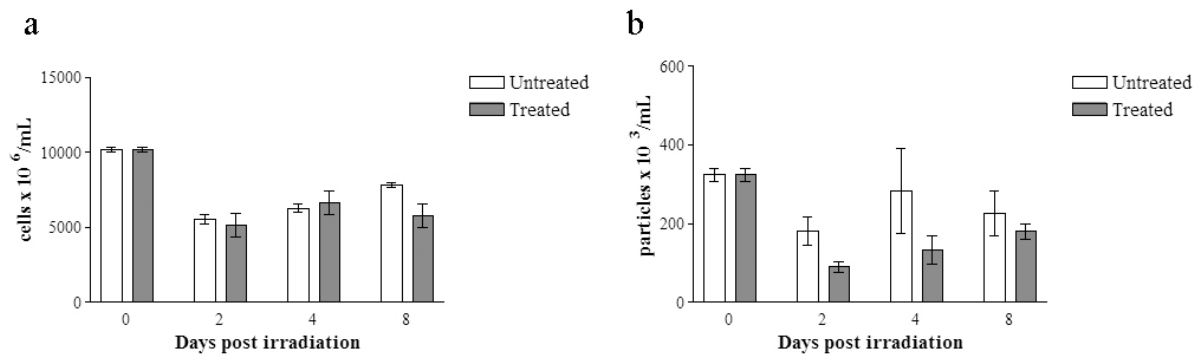 a
15000
10000
5000
0
cells x 10 6/mL
0 2 4 8
Days post irradiation
Untreated
Treated
b
600
400
200
0
particles x 10 3/mL
0 2 4 8
Days post irradiation
Untreated
Treated